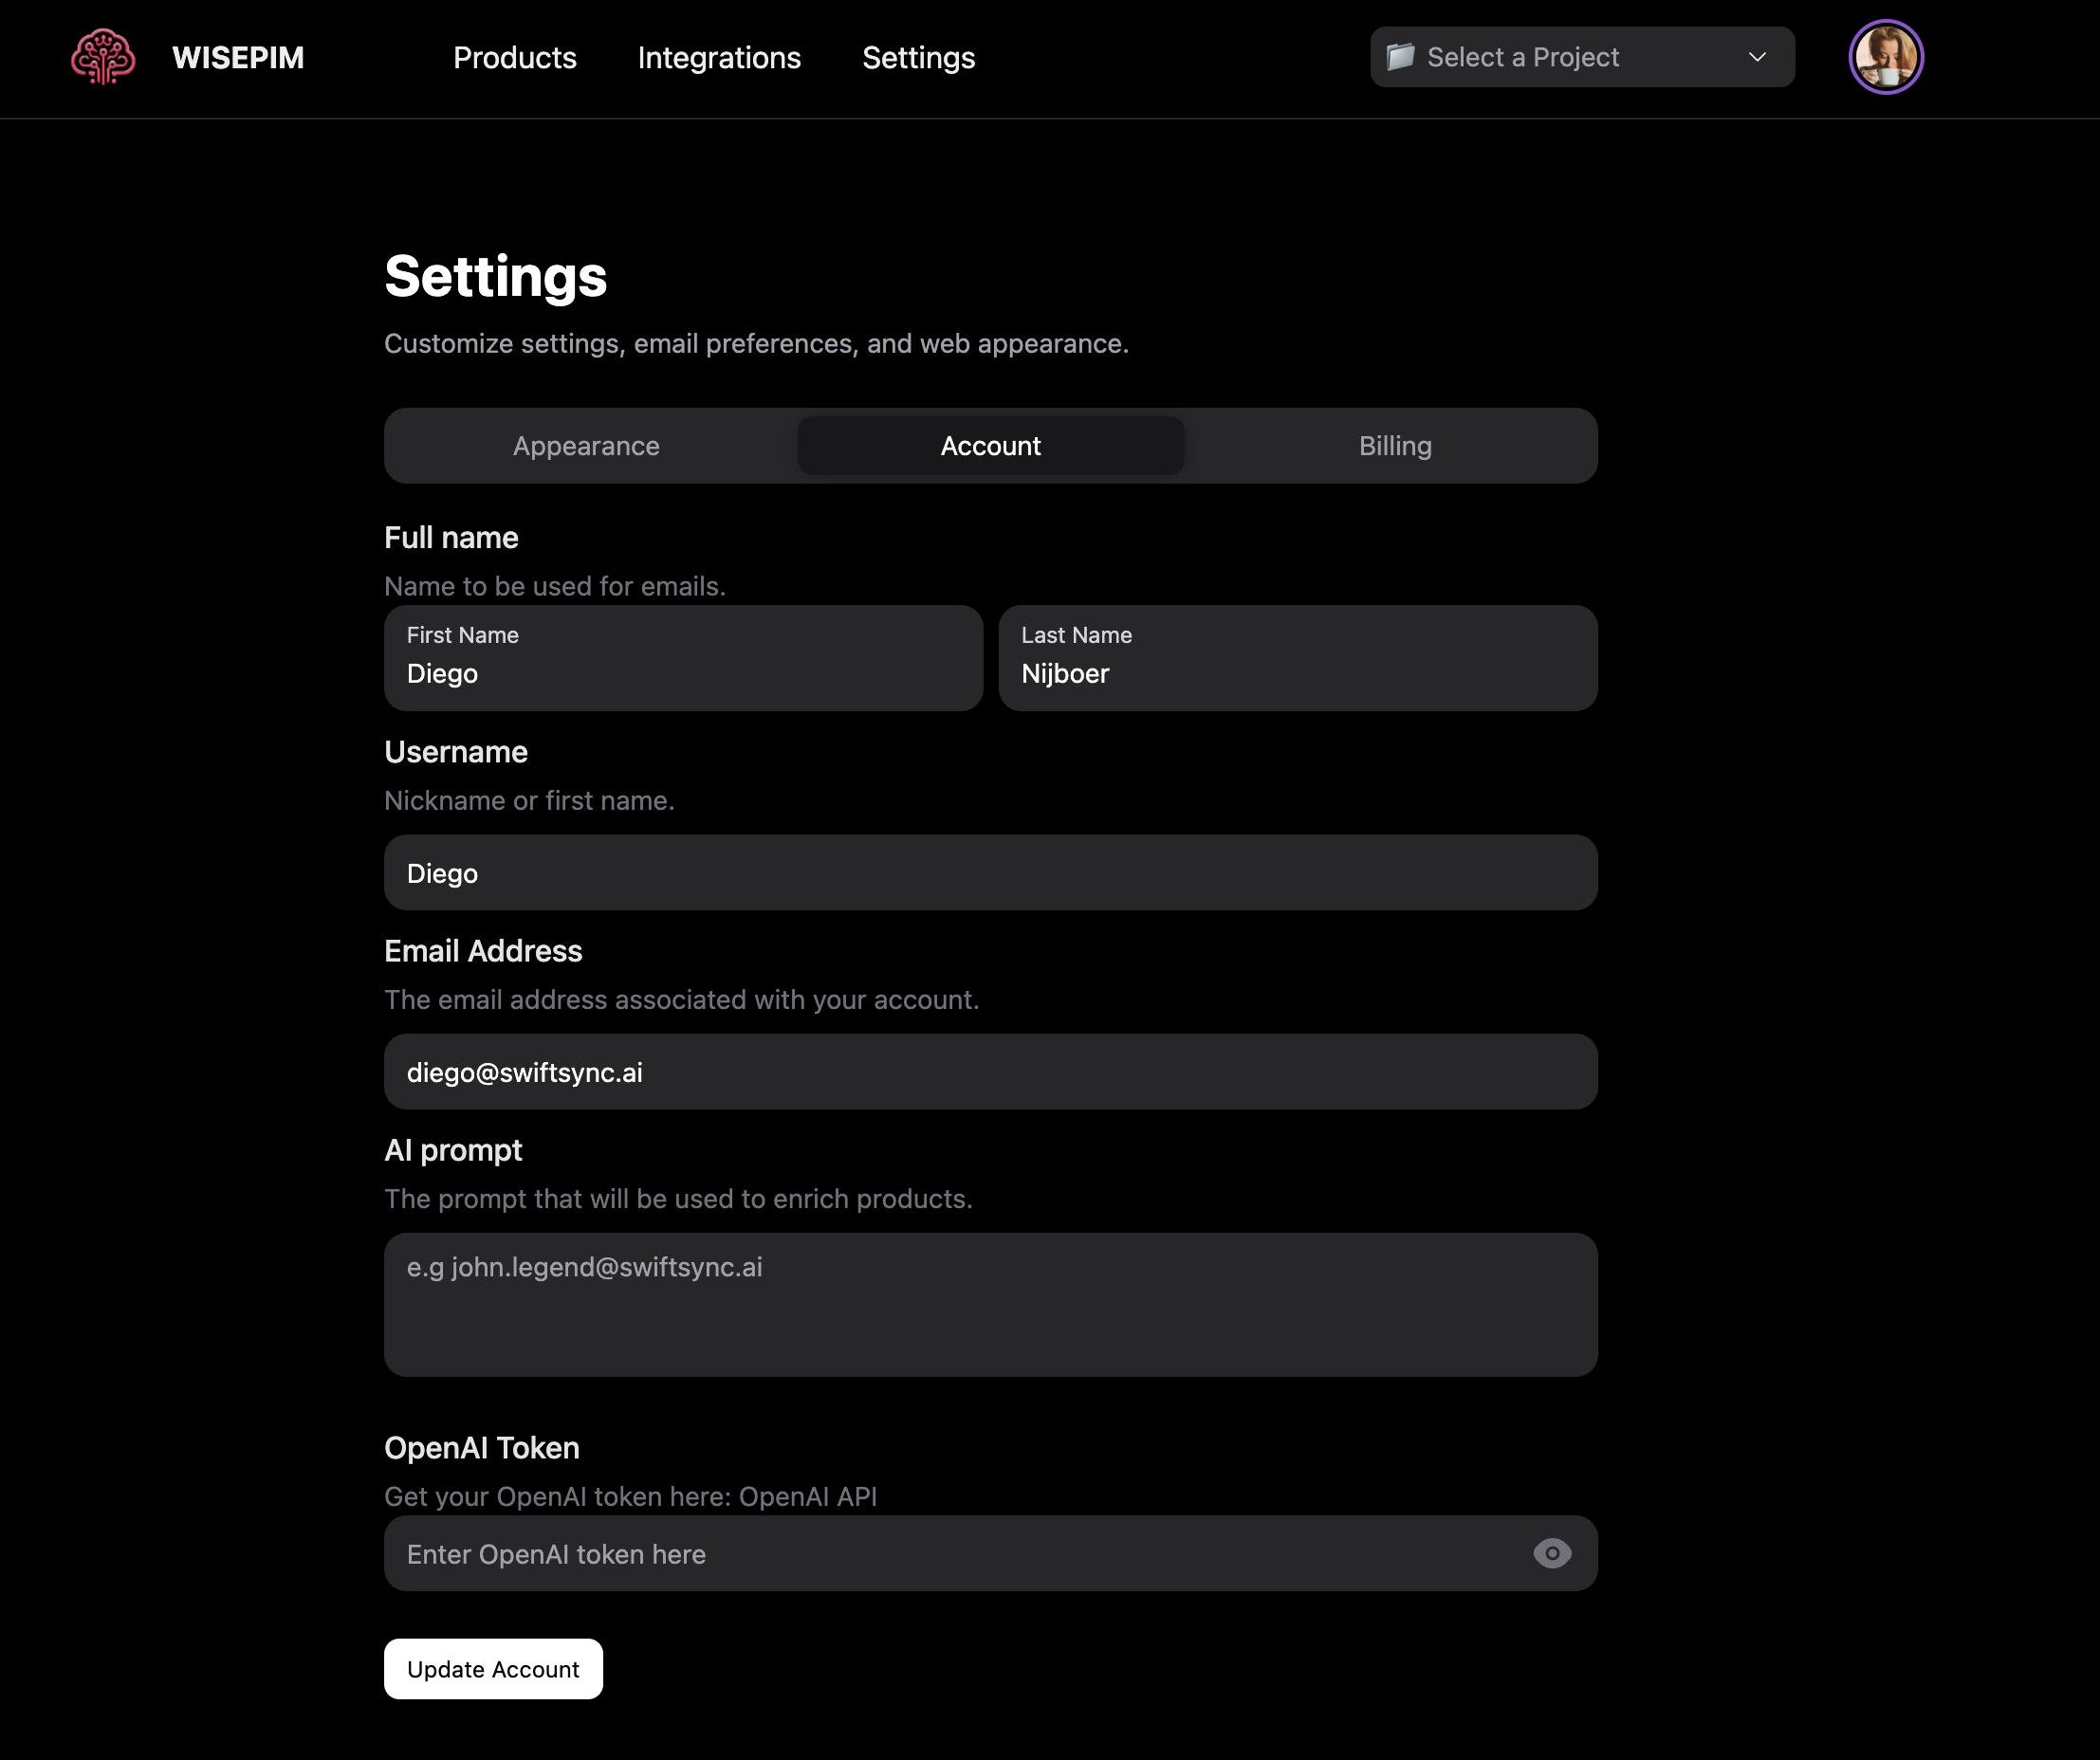 WISEPIM
Products
Integrations
Settings
Select a Project
Settings
Customize settings, email preferences, and web appearance.
Appearance
Account
Billing
Full name
Name to be used for emails.
First Name
Last Name
Diego
Nijboer
Username
Nickname or first name.
Diego
Email Address
The email address associated with your account.
diego@swiftsync.ai
AI prompt
The prompt that will be used to enrich products.
e.g john.legend@swiftsync.ai
OpenAI Token
Get your OpenAI token here: OpenAI API
Enter OpenAI token here
Update Account